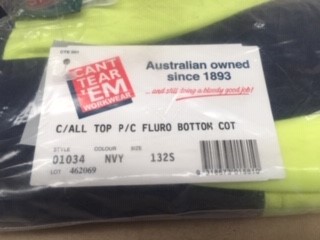 CAN'T
TEAR
'EM
WORKWEAR
Australian owned
since 1893
...and still doing a bloody good job!
C/ALL TOP P/C FLURO BOTTOM COT
STYLE COLOUR SIZE
D1034 NVY 132S
LOT 462069